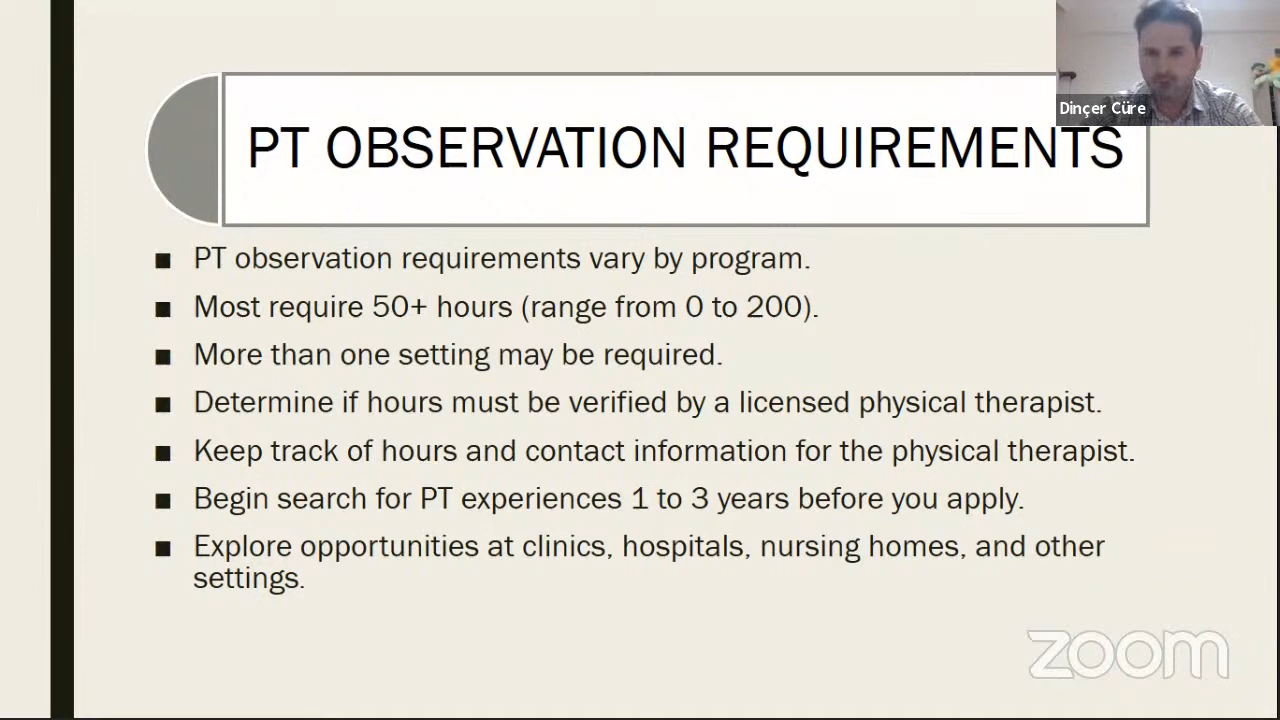 Dinçer Cüre
PT OBSERVATION REQUIREMENTS
■ PT observation requirements vary by program.
■ Most require 50+ hours (range from 0 to 200).
■ More than one setting may be required.
■ Determine if hours must be verified by a licensed physical therapist.
■ Keep track of hours and contact information for the physical therapist.
■ Begin search for PT experiences 1 to 3 years before you apply.
■ Explore opportunities at clinics, hospitals, nursing homes, and other
settings.
zoom